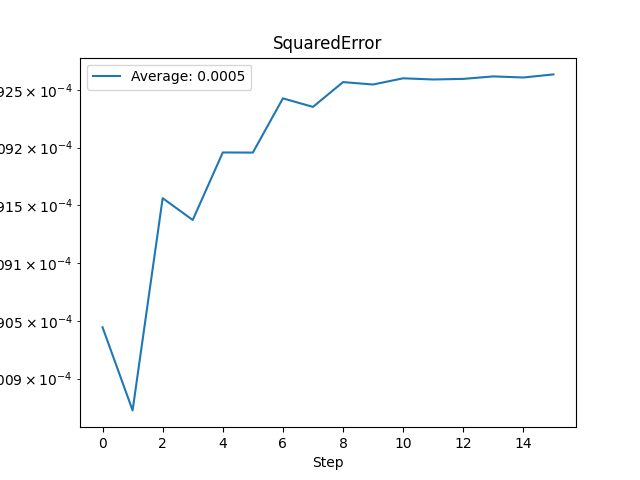 SquaredError
Average: 0.0005
925 × 10⁻⁴
092 × 10⁻⁴
915 × 10⁻⁴
091 × 10⁻⁴
905 × 10⁻⁴
009 × 10⁻⁴
0 2 4 6 8 10 12 14
Step